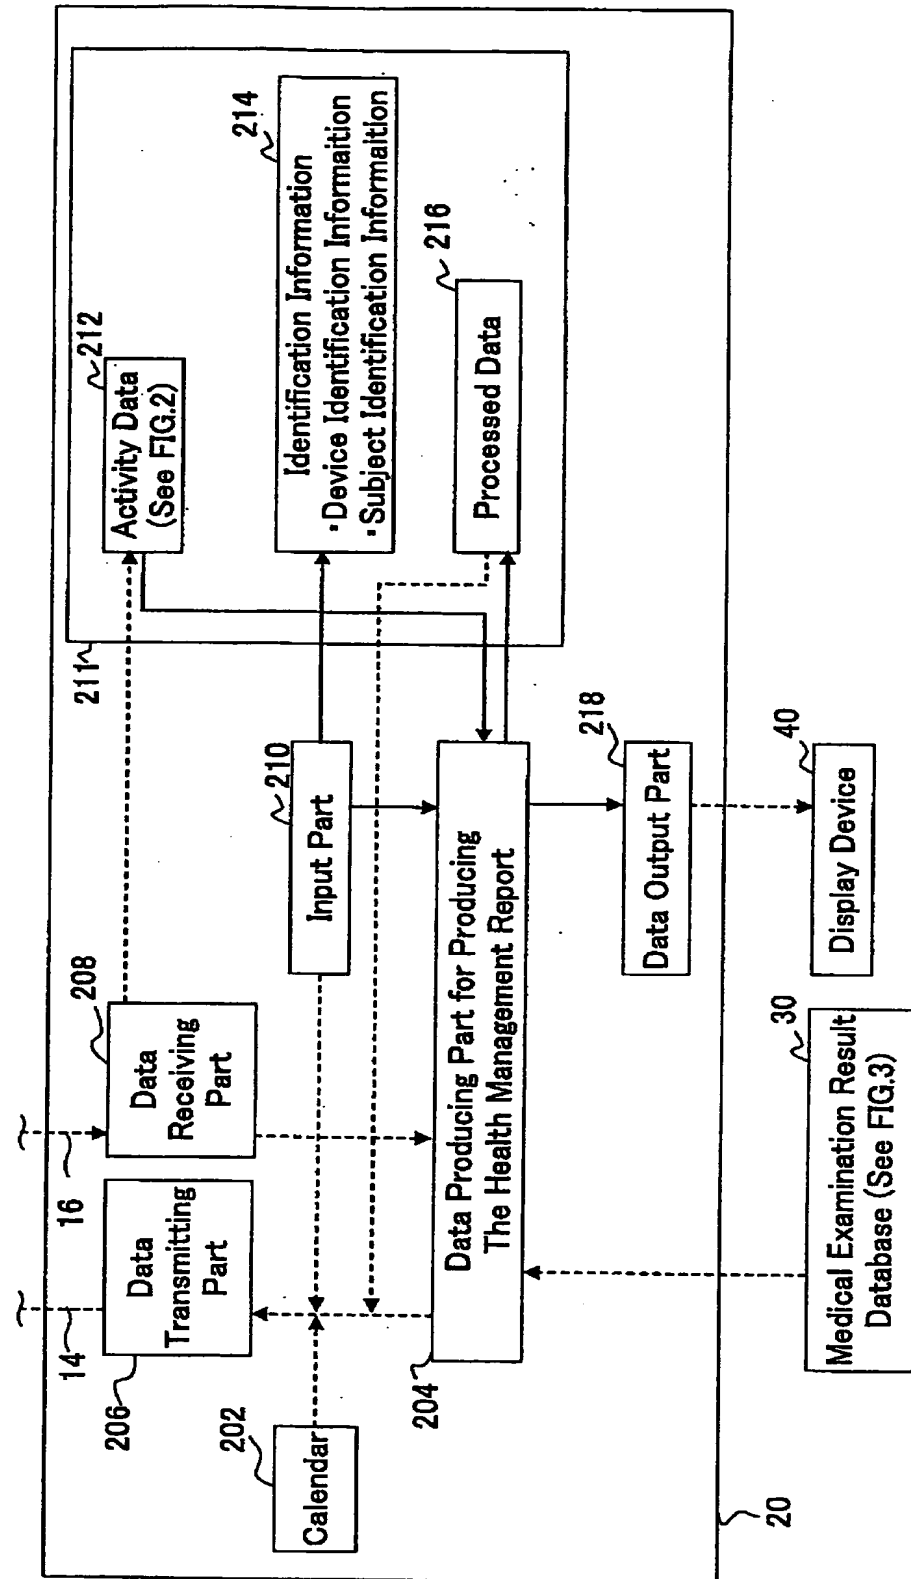 14
16
206
Data
Transmitting
Part
208
Data
Receiving
Part
211
212
Activity Data
(See FIG.2)
202
Calendar
210
Input Part
214
Identification Information
・Device Identification Informaition
・Subject Identification Information
204
Data Producing Part for Producing
The Health Management Report
216
Processed Data
218
Data Output Part
20
30
Medical Examination Result
Database (See FIG.3)
40
Display Device